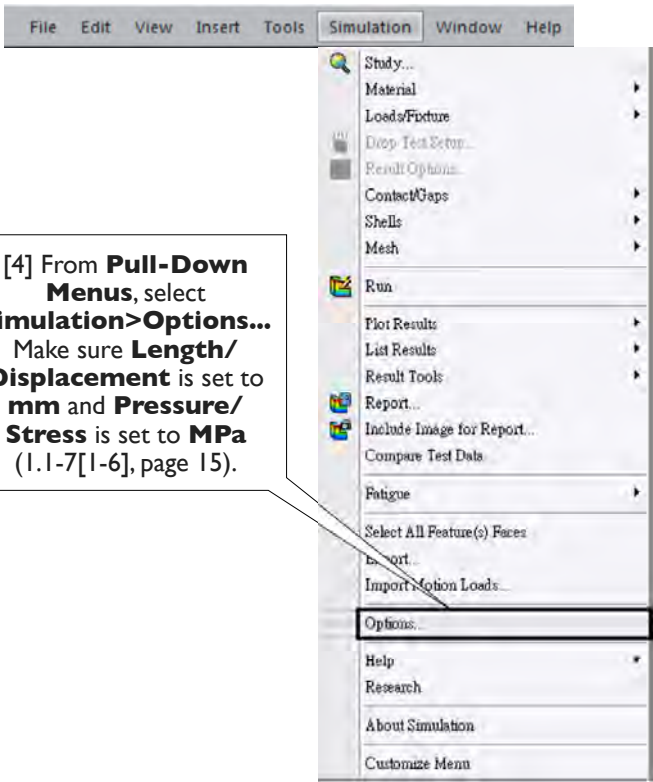 File Edit View Insert Tools Simulation Window Help
Study...
Material
Loads/Fixture
Drop Test Setup...
Result Options...
Contact/Gaps
Shells
Mesh
Run
Plot Results
List Results
Result Tools
Report...
Include Image for Report...
Compare Test Data
Fatigue
Select All Feature(s) Faces
Export...
Import Motion Loads...
Options...
Help
Research
About Simulation
Customize Menu
[4] From Pull-Down
Menus, select
imulation>Options...
Make sure Length/
Displacement is set to
mm and Pressure/
Stress is set to MPa
(1.1-7[1-6], page 15).